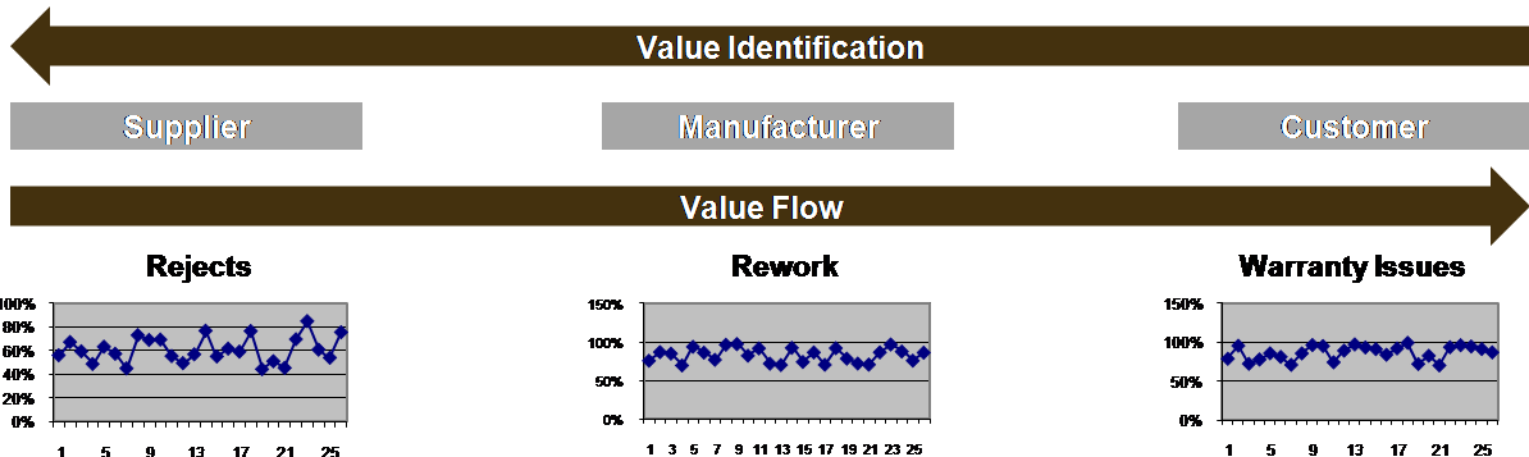 Value Identification
Supplier Manufacturer Customer
Value Flow
Rejects
100%
80%
60%
40%
20%
0%
1 5 9 13 17 21 25
Rework
150%
100%
50%
0%
1 3 5 7 9 11 13 15 17 19 21 23 25
Warranty Issues
150%
100%
50%
0%
1 5 9 13 17 21 25